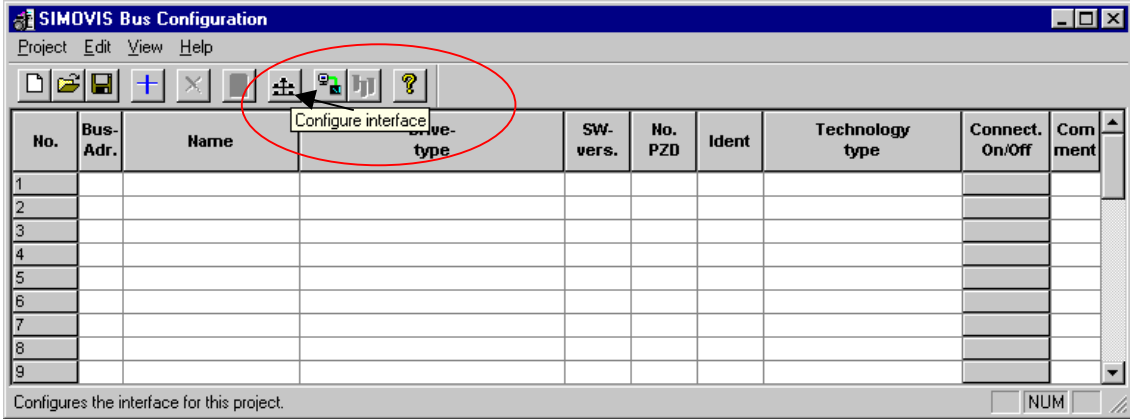 SIMOVIS Bus Configuration
Project Edit View Help
Configure interface
No. Bus-Adr. Name Drive-type SW-vers. No. PZD Ident Technology type Connect. On/Off Com ment
1
2
3
4
5
6
7
8
9
Configures the interface for this project. NUM